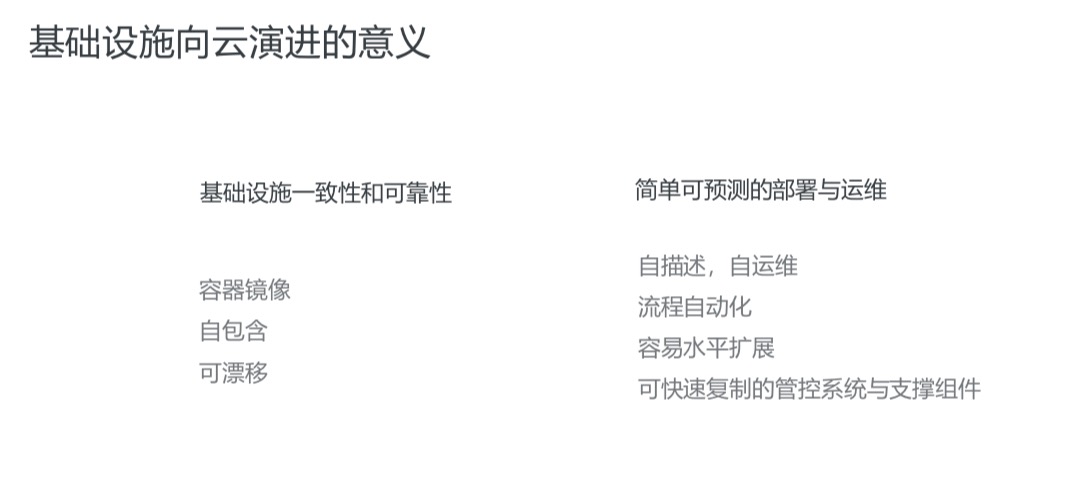 基础设施向云演进的意义
基础设施一致性和可靠性
容器镜像
自包含
可漂移
简单可预测的部署与运维
自描述，自运维
流程自动化
容易水平扩展
可快速复制的管控系统与支撑组件